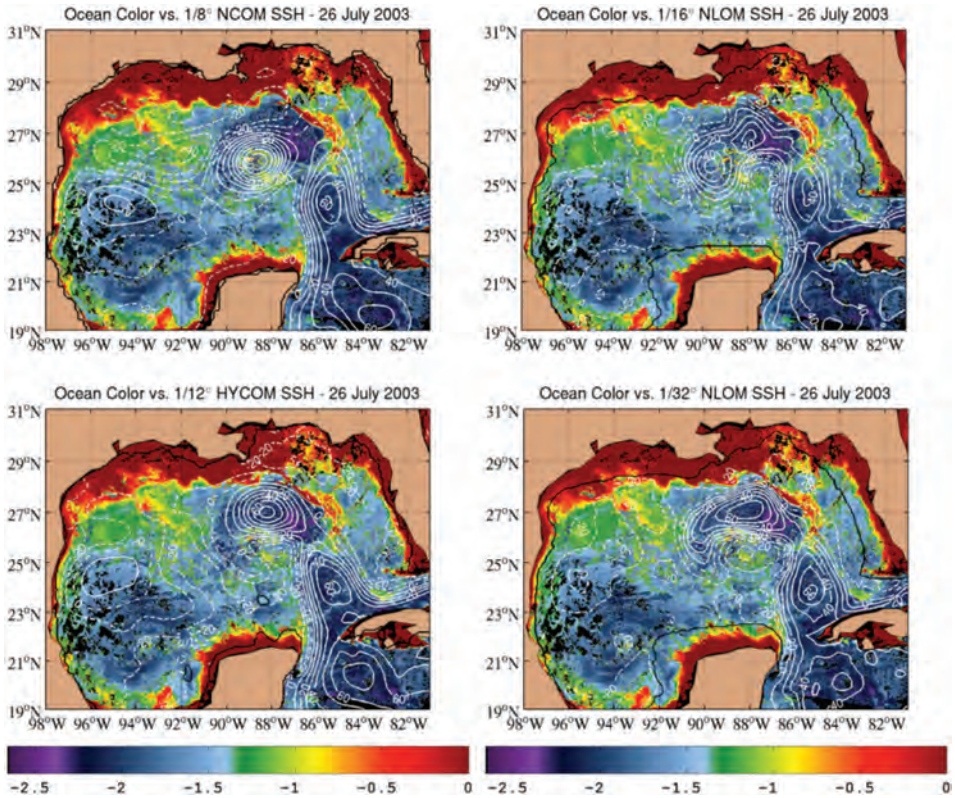 Ocean Color vs. 1/8° NCOM SSH - 26 July 2003
31°N
29°N
27°N
25°N
23°N
21°N
19°N
98°W 96°W 94°W 92°W 90°W 88°W 86°W 84°W 82°W
Ocean Color vs. 1/16° NLOM SSH - 26 July 2003
31°N
29°N
27°N
25°N
23°N
21°N
19°N
98°W 96°W 94°W 92°W 90°W 88°W 86°W 84°W 82°W
Ocean Color vs. 1/12° HYCOM SSH - 26 July 2003
31°N
29°N
27°N
25°N
23°N
21°N
19°N
98°W 96°W 94°W 92°W 90°W 88°W 86°W 84°W 82°W
Ocean Color vs. 1/32° NLOM SSH - 26 July 2003
31°N
29°N
27°N
25°N
23°N
21°N
19°N
98°W 96°W 94°W 92°W 90°W 88°W 86°W 84°W 82°W
−2.5 −2 −1.5 −1 −0.5 0
−2.5 −2 −1.5 −1 −0.5 0